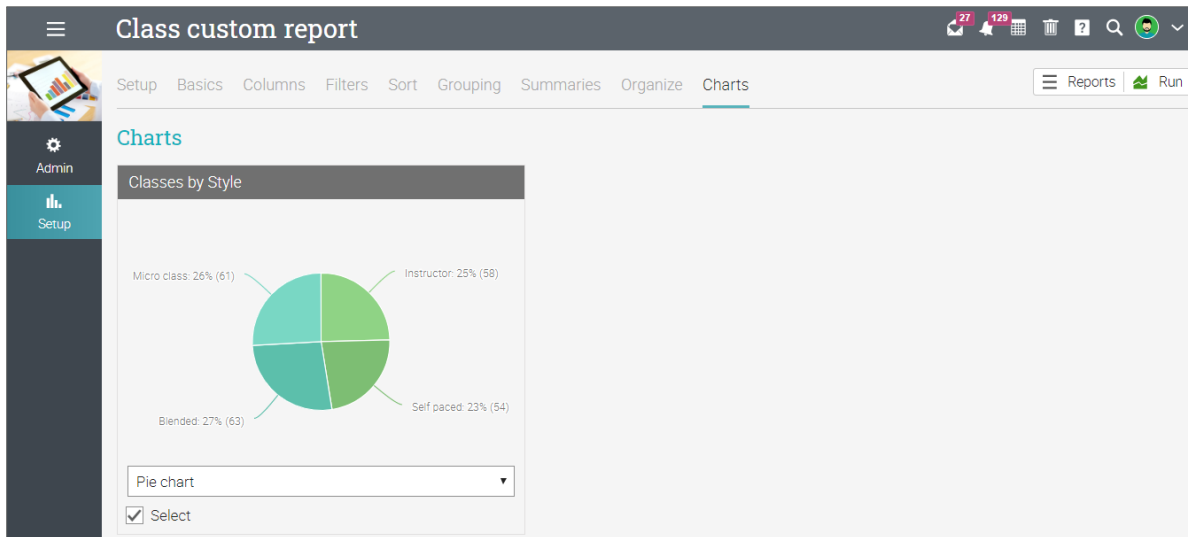 Class custom report
27
129
?
Setup Basics Columns Filters Sort Grouping Summaries Organize Charts
Reports Run
Admin
Setup
Charts
Classes by Style
Micro class: 26% (61)
Instructor: 25% (58)
Self paced: 23% (54)
Blended: 27% (63)
Pie chart
Select